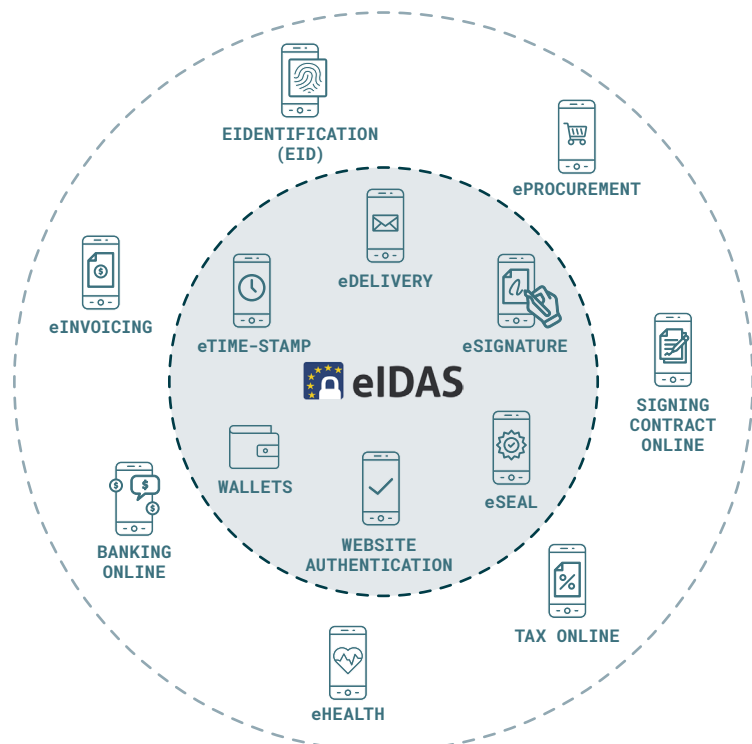 EIDENTIFICATION
(EID)
ePROCUREMENT
eDELIVERY
eINVOICING
eTIME-STAMP
eSIGNATURE
eIDAS
SIGNING
CONTRACT
ONLINE
WALLETS
eSEAL
WEBSITE
AUTHENTICATION
BANKING
ONLINE
TAX ONLINE
eHEALTH